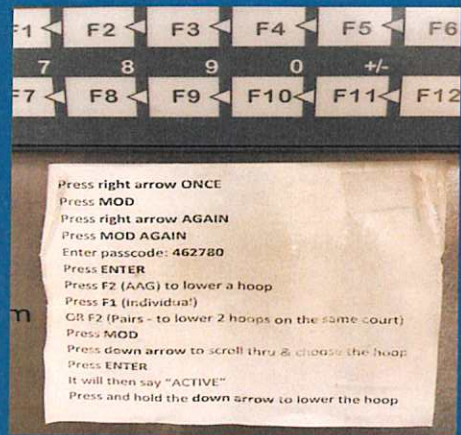 F1 F2 F3 F4 F5 F6
7 8 9 0 +/-
F7 F8 F9 F10 F11 F12
Press right arrow ONCE
Press MOD
Press right arrow AGAIN
Press MOD AGAIN
Enter passcode: 462780
Press ENTER
Press F2 (AAG) to lower a hoop
Press F1 (Individual)
OR F2 (Pairs - to lower 2 hoops on the same court)
Press MOD
Press down arrow to scroll thru & choose the hoop
Press ENTER
It will then say “ACTIVE”
Press and hold the down arrow to lower the hoop
m